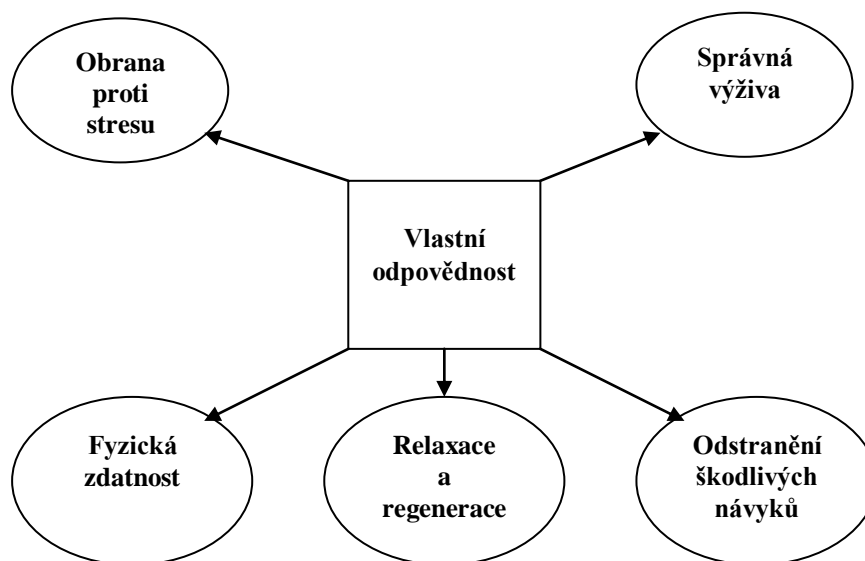 Obrana
proti
stresu
Správná
výživa
Vlastní
odpovědnost
Fyzická
zdatnost
Relaxace
a
regenerace
Odstranění
škodlivých
návyků